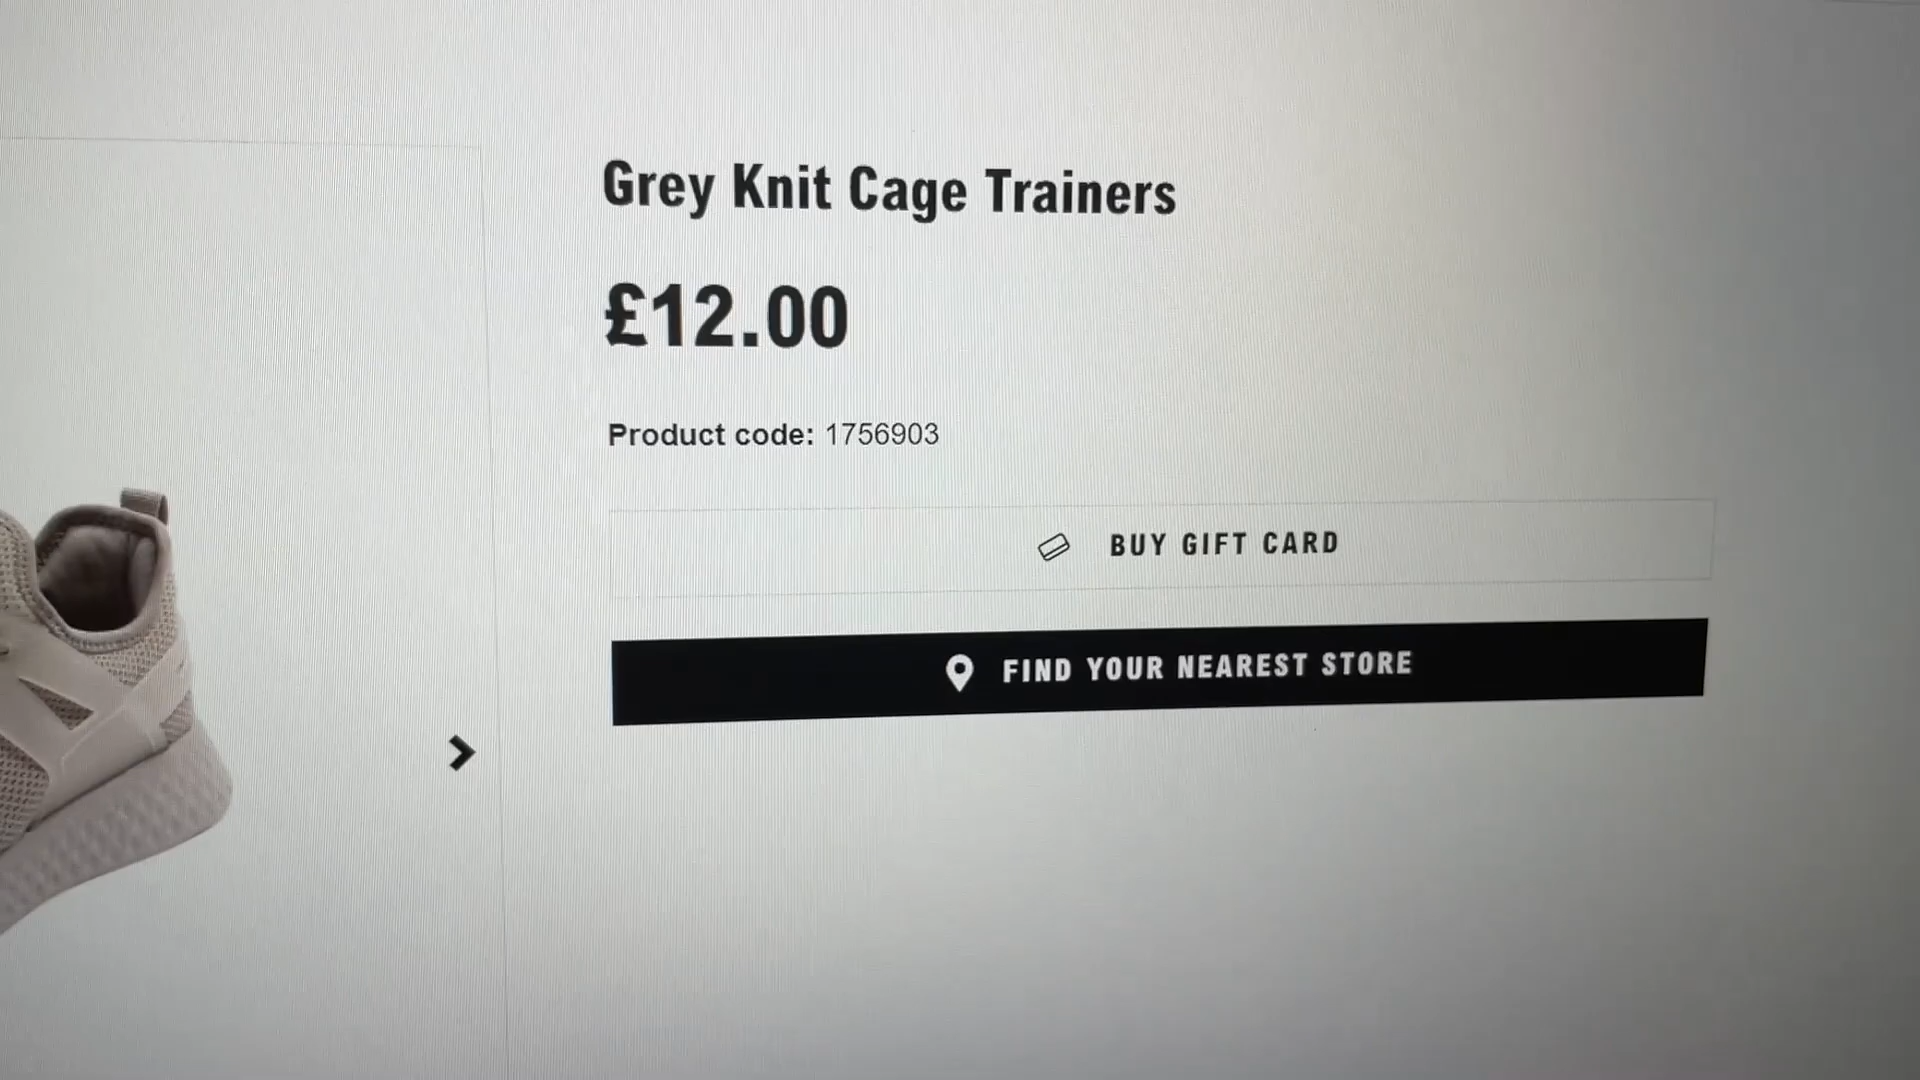 Grey Knit Cage Trainers
£12.00
Product code: 1756903
BUY GIFT CARD
FIND YOUR NEAREST STORE